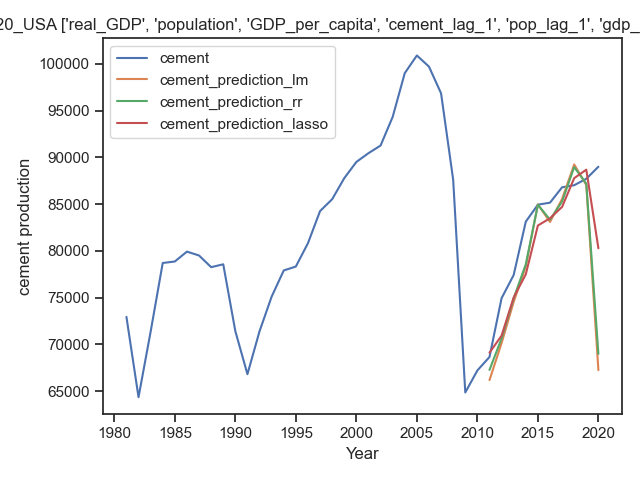 20_USA ['real_GDP', 'population', 'GDP_per_capita', 'cement_lag_1', 'pop_lag_1', 'gdp_
cement
cement_prediction_lm
cement_prediction_rr
cement_prediction_lasso
100000
95000
90000
85000
80000
75000
70000
65000
cement production
1980
1985
1990
1995
2000
2005
2010
2015
2020
Year